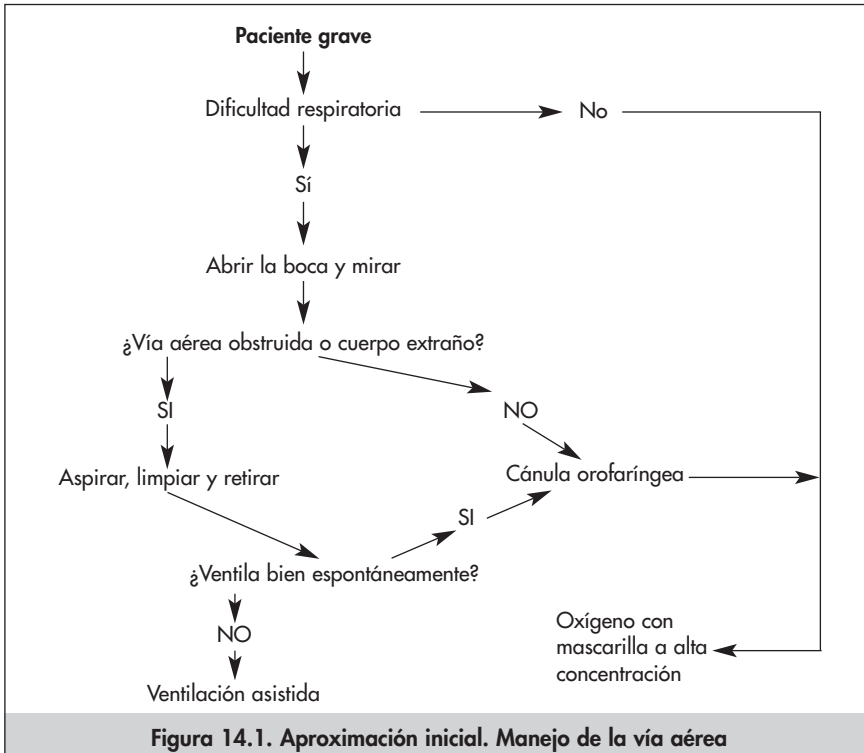 Paciente grave
Dificultad respiratoria
No
Sí
Abrir la boca y mirar
¿Vía aérea obstruida o cuerpo extraño?
SI
NO
Aspirar, limpiar y retirar
Cánula orofaríngea
SI
¿Ventila bien espontáneamente?
NO
Ventilación asistida
Oxígeno con
mascarilla a alta
concentración
Figura 14.1. Aproximación inicial. Manejo de la vía aérea